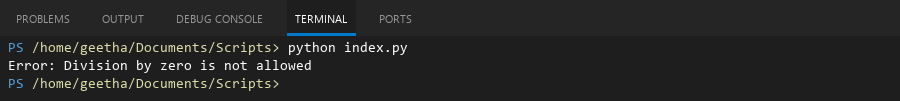 PROBLEMS OUTPUT DEBUG CONSOLE TERMINAL PORTS
PS /home/geetha/Documents/Scripts> python index.py
Error: Division by zero is not allowed
PS /home/geetha/Documents/Scripts>